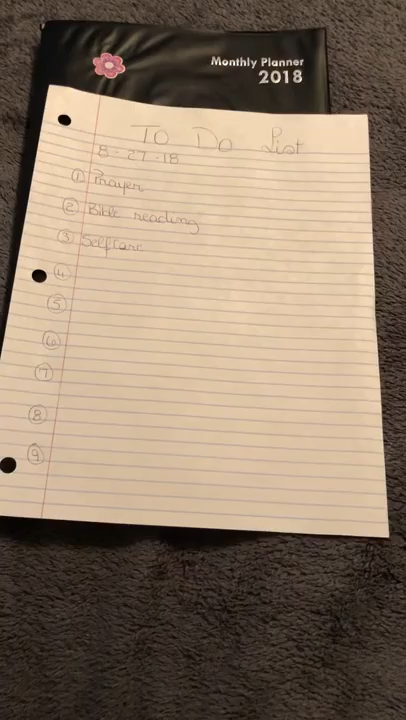 Monthly Planner
2018
To Do List
8-27-18
① Prayer
② Bible reading
③ Selfcare
④
⑤
⑥
⑦
⑧
⑨